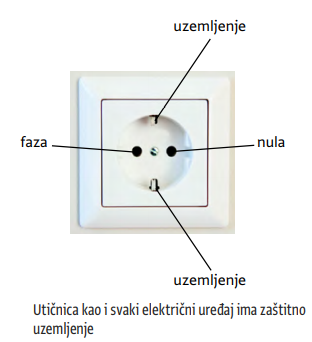 uzemljenje
faza
nula
uzemljenje
Utičnica kao i svaki električni uređaj ima zaštitno
uzemljenje